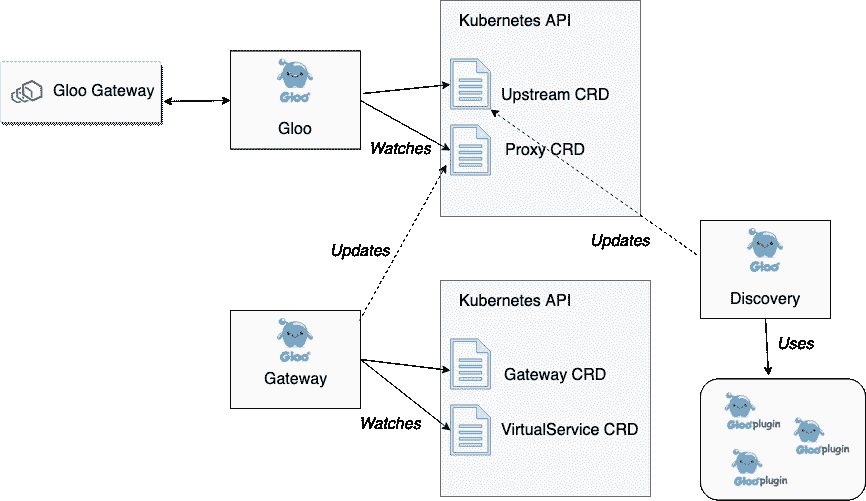 Kubernetes API
Gloo Gateway
Gloo
Gloo
Upstream CRD
Watches
Proxy CRD
Updates
Updates
Gloo
Discovery
Kubernetes API
Gloo
Gateway
Gateway CRD
Uses
Watches
VirtualService CRD
Gloo plugin
Gloo plugin
Gloo plugin